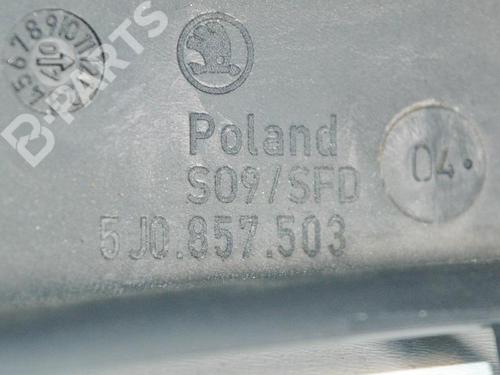 B-PARTS
Poland
S09/SFD
04
5J0.857.503